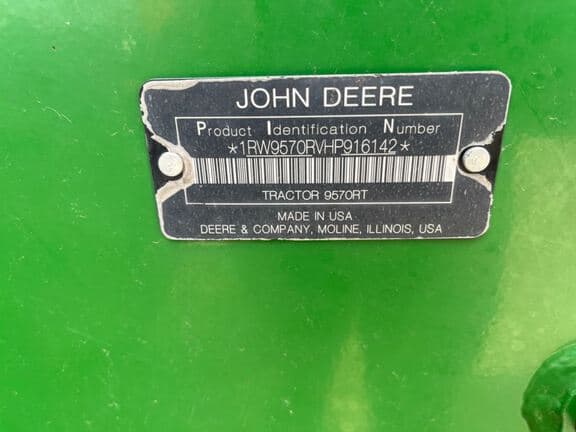 JOHN DEERE
Product Identification Number
*1RW9570RVHP916142*
TRACTOR 9570RT
MADE IN USA
DEERE & COMPANY, MOLINE, ILLINOIS, USA